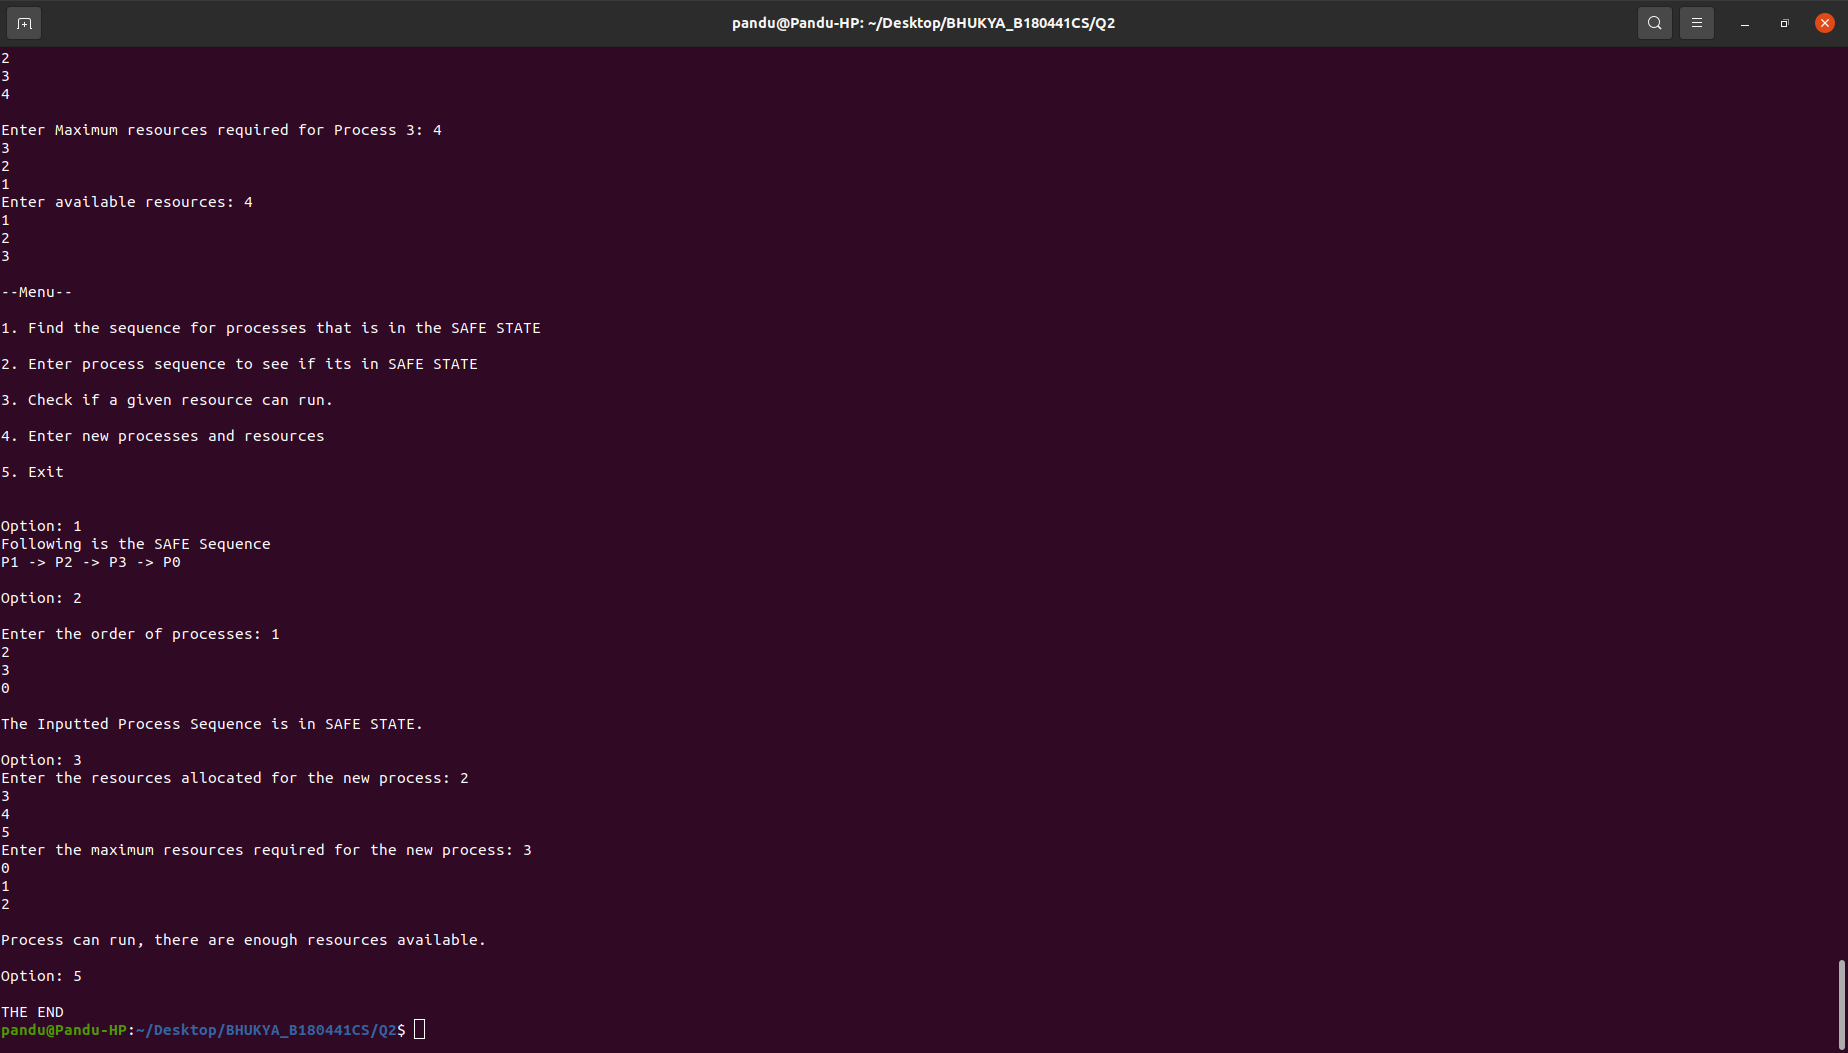 pandu@Pandu-HP: ~/Desktop/BHUKYA_B180441CS/Q2
2
3
4
Enter Maximum resources required for Process 3: 4
3
2
1
Enter available resources: 4
1
2
3
--Menu--
1. Find the sequence for processes that is in the SAFE STATE
2. Enter process sequence to see if its in SAFE STATE
3. Check if a given resource can run.
4. Enter new processes and resources
5. Exit
Option: 1
Following is the SAFE Sequence
P1 -> P2 -> P3 -> P0
Option: 2
Enter the order of processes: 1
2
3
0
The Inputted Process Sequence is in SAFE STATE.
Option: 3
Enter the resources allocated for the new process: 2
3
4
5
Enter the maximum resources required for the new process: 3
0
1
2
Process can run, there are enough resources available.
Option: 5
THE END
pandu@Pandu-HP:~/Desktop/BHUKYA_B180441CS/Q2$